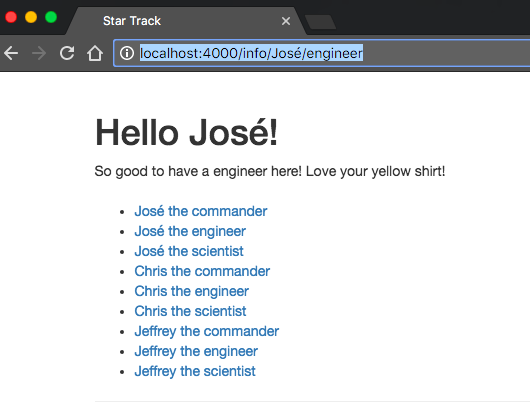 Star Track
localhost:4000/info/José/engineer
Hello José!
So good to have a engineer here! Love your yellow shirt!
José the commander
José the engineer
José the scientist
Chris the commander
Chris the engineer
Chris the scientist
Jeffrey the commander
Jeffrey the engineer
Jeffrey the scientist